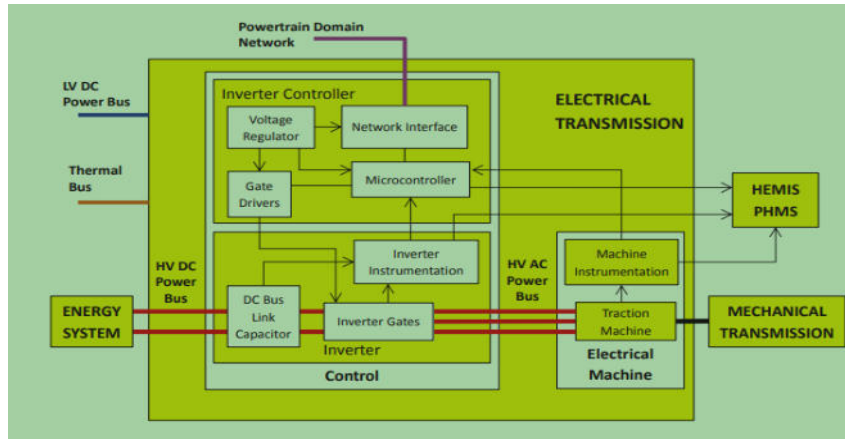 Powertrain Domain
Network
LV DC
Power Bus
Thermal
Bus
Inverter Controller
Voltage
Regulator
Network Interface
Gate
Drivers
Microcontroller
ELECTRICAL
TRANSMISSION
HEMIS
PHMS
Inverter
Instrumentation
Machine
Instrumentation
HV DC
Power
Bus
HV AC
Power
Bus
ENERGY
SYSTEM
DC Bus
Link
Capacitor
Inverter Gates
Inverter
Control
Traction
Machine
Electrical
Machine
MECHANICAL
TRANSMISSION